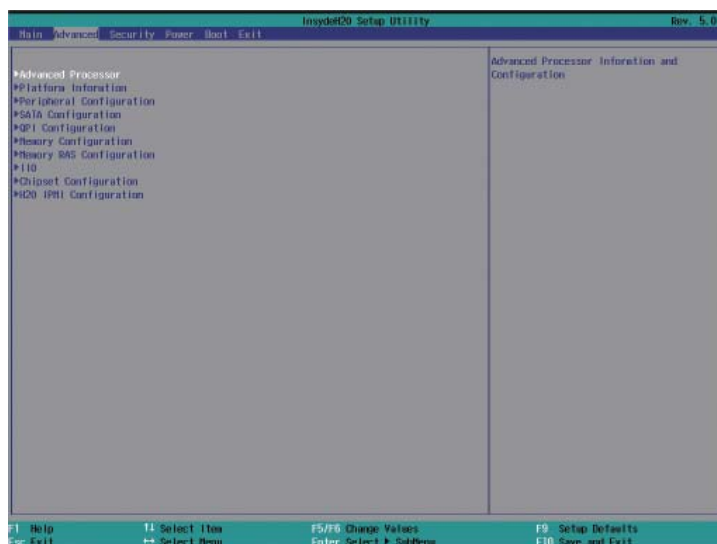 InsydeH20 Setup Utility Rev. 5.0
Main Advanced Security Power Boot Exit
Advanced Processor
Platform Information
Peripheral Configuration
SATA Configuration
QPI Configuration
Memory Configuration
Memory RAS Configuration
IIO
Chipset Configuration
H2O IPMI Configuration
Advanced Processor Information and
Configuration
F1 Help ↑↓ Select Item F5/F6 Change Values F9 Setup Defaults
Esc Exit ↔ Select Menu Enter Select ▶ SubMenu F10 Save and Exit